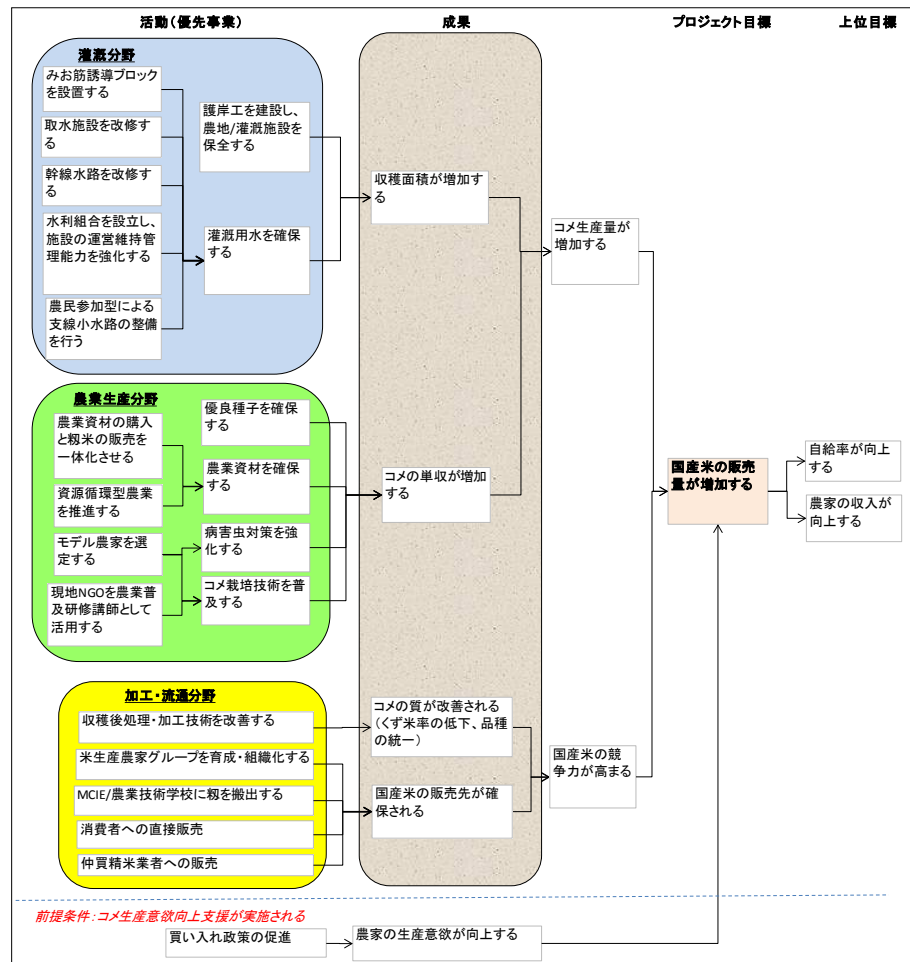 活動(優先事業)
成果
プロジェクト目標
上位目標
灌漑分野
みお筋誘導ブロック
を設置する
取水施設を改修す
る
幹線水路を改修す
る
水利組合を設立し、
施設の運営維持管
理能力を強化する
農民参加型による
支線小水路の整備
を行う
護岸工を建設し、
農地/灌漑施設を
保全する
灌漑用水を確保
する
収穫面積が増加す
る
コメ生産量が
増加する
農業生産分野
農業資材の購入
と籾米の販売を
一体化させる
資源循環型農業
を推進する
モデル農家を選
定する
現地NGOを農業普
及研修講師として
活用する
優良種子を確保
する
農業資材を確保
する
病害虫対策を強
化する
コメ栽培技術を普
及する
コメの単収が増加
する
国産米の販売
量が増加する
自給率が向上
する
農家の収入が
向上する
加工・流通分野
収穫後処理・加工技術を改善する
米生産農家グループを育成・組織化する
MCIE/農業技術学校に籾を搬出する
消費者への直接販売
仲買精米業者への販売
コメの質が改善される
(くず米率の低下、品種
の統一)
国産米の販売先が確
保される
国産米の競
争力が高まる
前提条件:コメ生産意欲向上支援が実施される
買い入れ政策の促進
農家の生産意欲が向上する